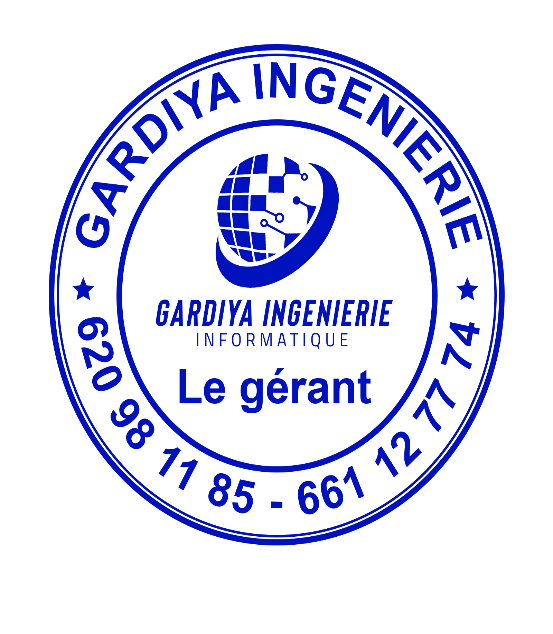 GARDIYA INGENIERIE
GARDIYA INGENIERIE
INFORMATIQUE
Le gérant
620 98 11 85 - 661 12 77 74